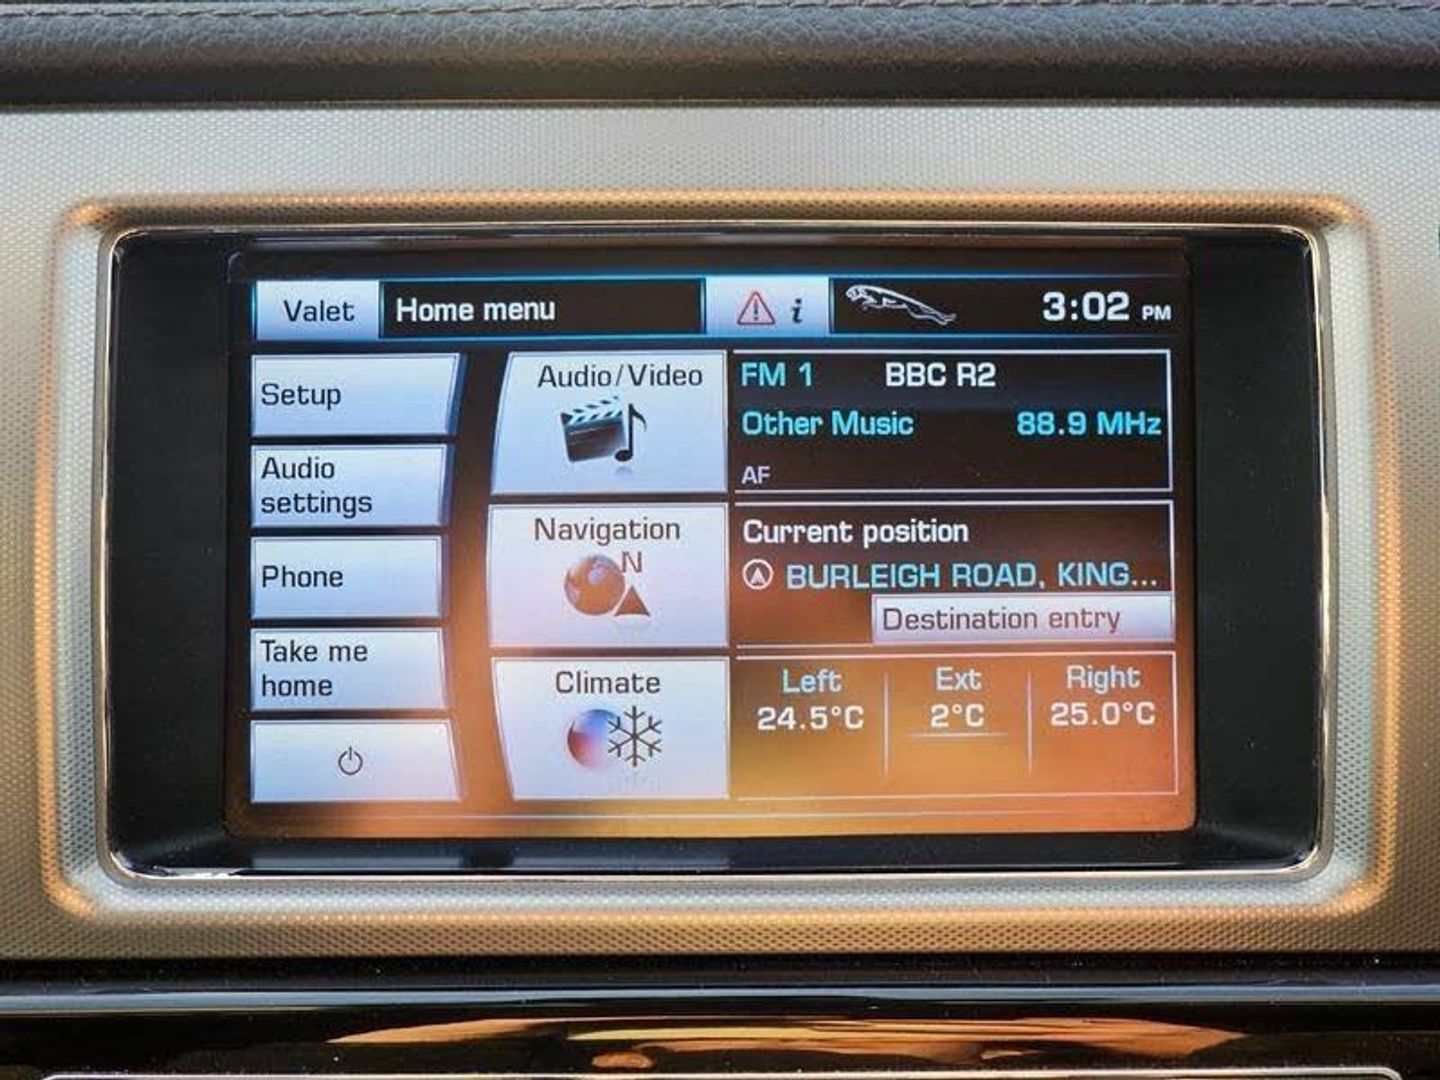 Valet Home menu i 3:02 PM
Setup
Audio
settings
Phone
Take me
home
Audio/Video
Navigation
N
Climate
FM 1 BBC R2
Other Music 88.9 MHz
AF
Current position
BURLEIGH ROAD, KING...
Destination entry
Left Ext Right
24.5°C 2°C 25.0°C